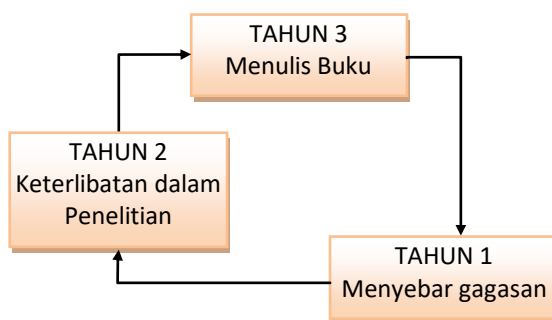 TAHUN 3
Menulis Buku
TAHUN 2
Keterlibatan dalam
Penelitian
TAHUN 1
Menyebar gagasan